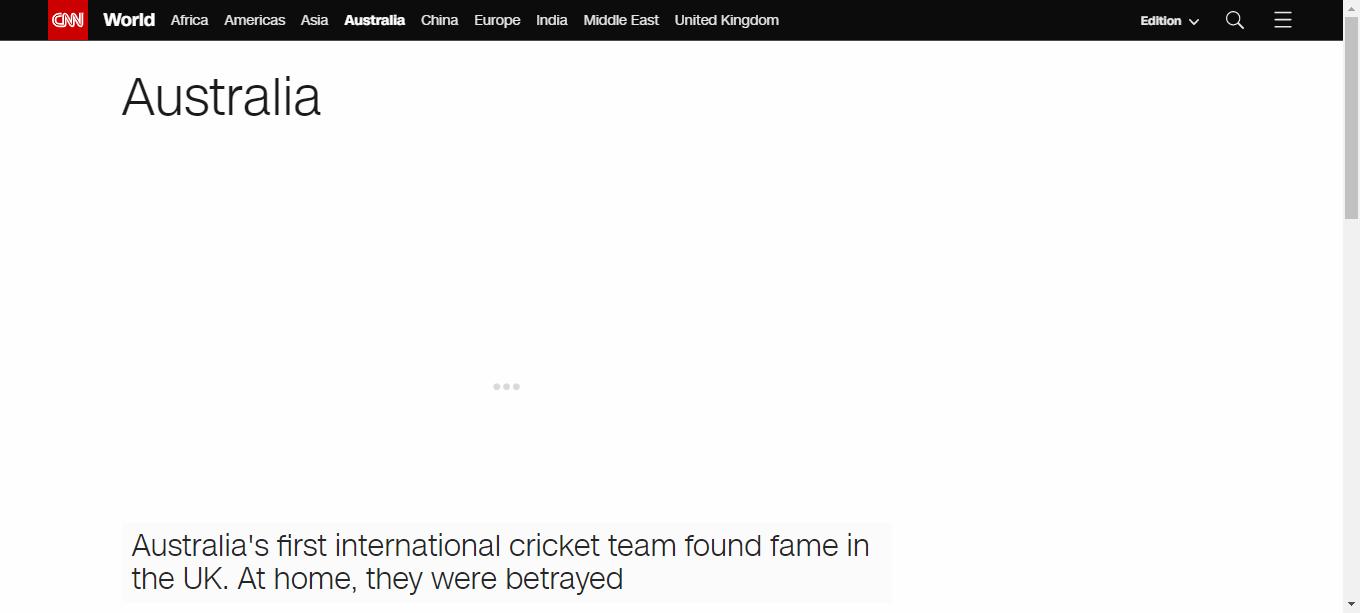 CNN World Africa Americas Asia Australia China Europe India Middle East United Kingdom Edition
Australia
Australia's first international cricket team found fame in
the UK. At home, they were betrayed